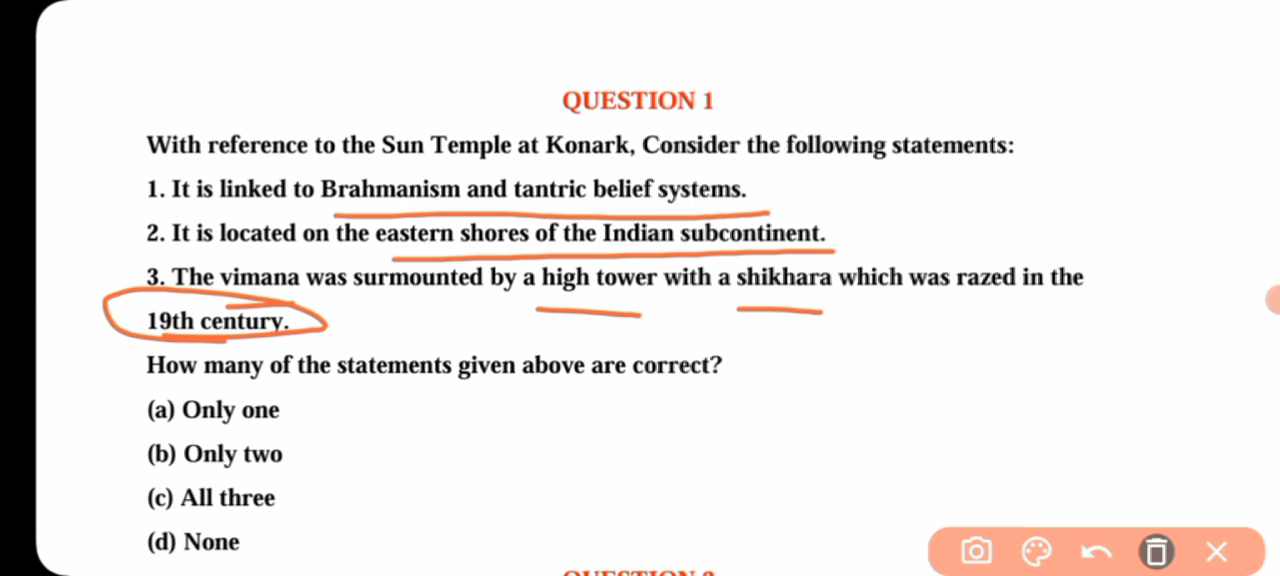 QUESTION 1
With reference to the Sun Temple at Konark, Consider the following statements:
1. It is linked to Brahmanism and tantric belief systems.
2. It is located on the eastern shores of the Indian subcontinent.
3. The vimana was surmounted by a high tower with a shikhara which was razed in the
19th century.
How many of the statements given above are correct?
(a) Only one
(b) Only two
(c) All three
(d) None